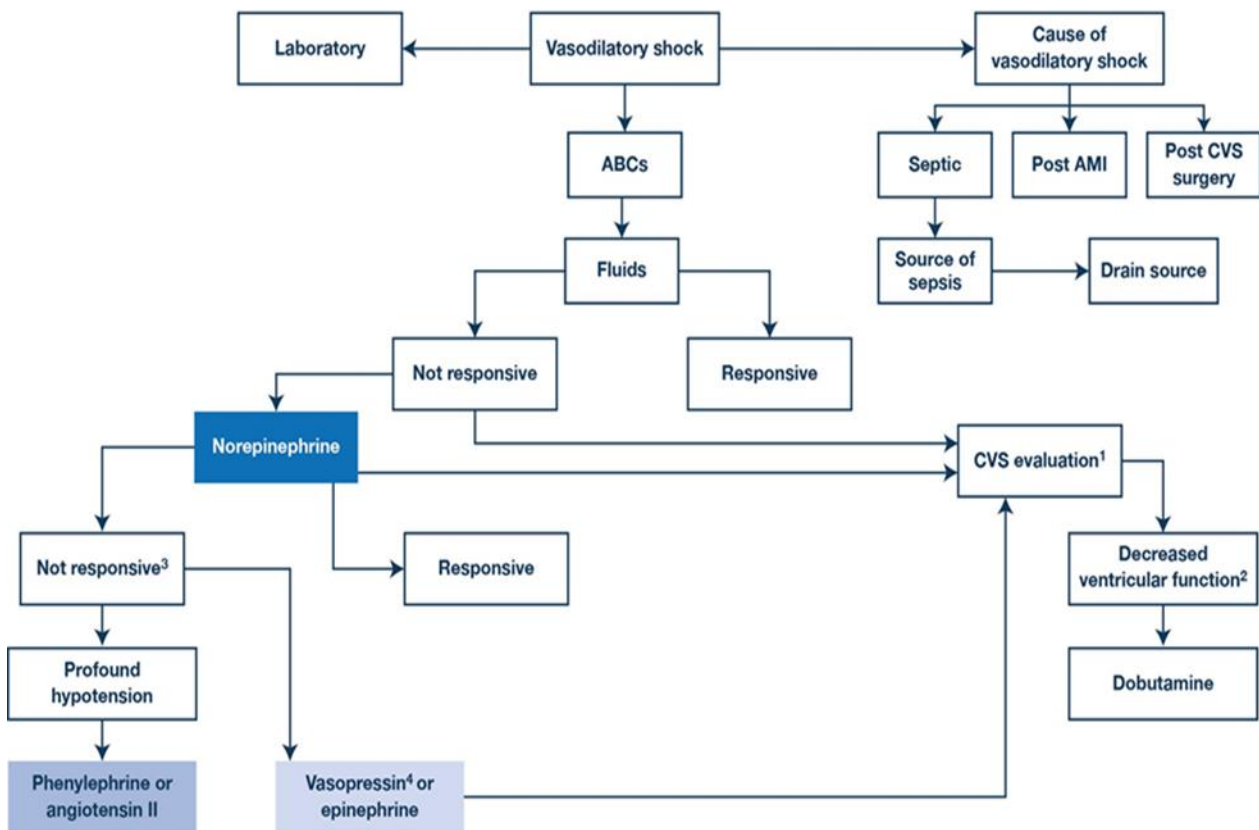 Laboratory
Vasodilatory shock
Cause of
vasodilatory shock
ABCs
Septic
Post AMI
Post CVS
surgery
Fluids
Source of
sepsis
Drain source
Not responsive
Responsive
Norepinephrine
CVS evaluation¹
Not responsive³
Responsive
Decreased
ventricular function²
Profound
hypotension
Dobutamine
Phenylephrine or
angiotensin II
Vasopressin⁴ or
epinephrine